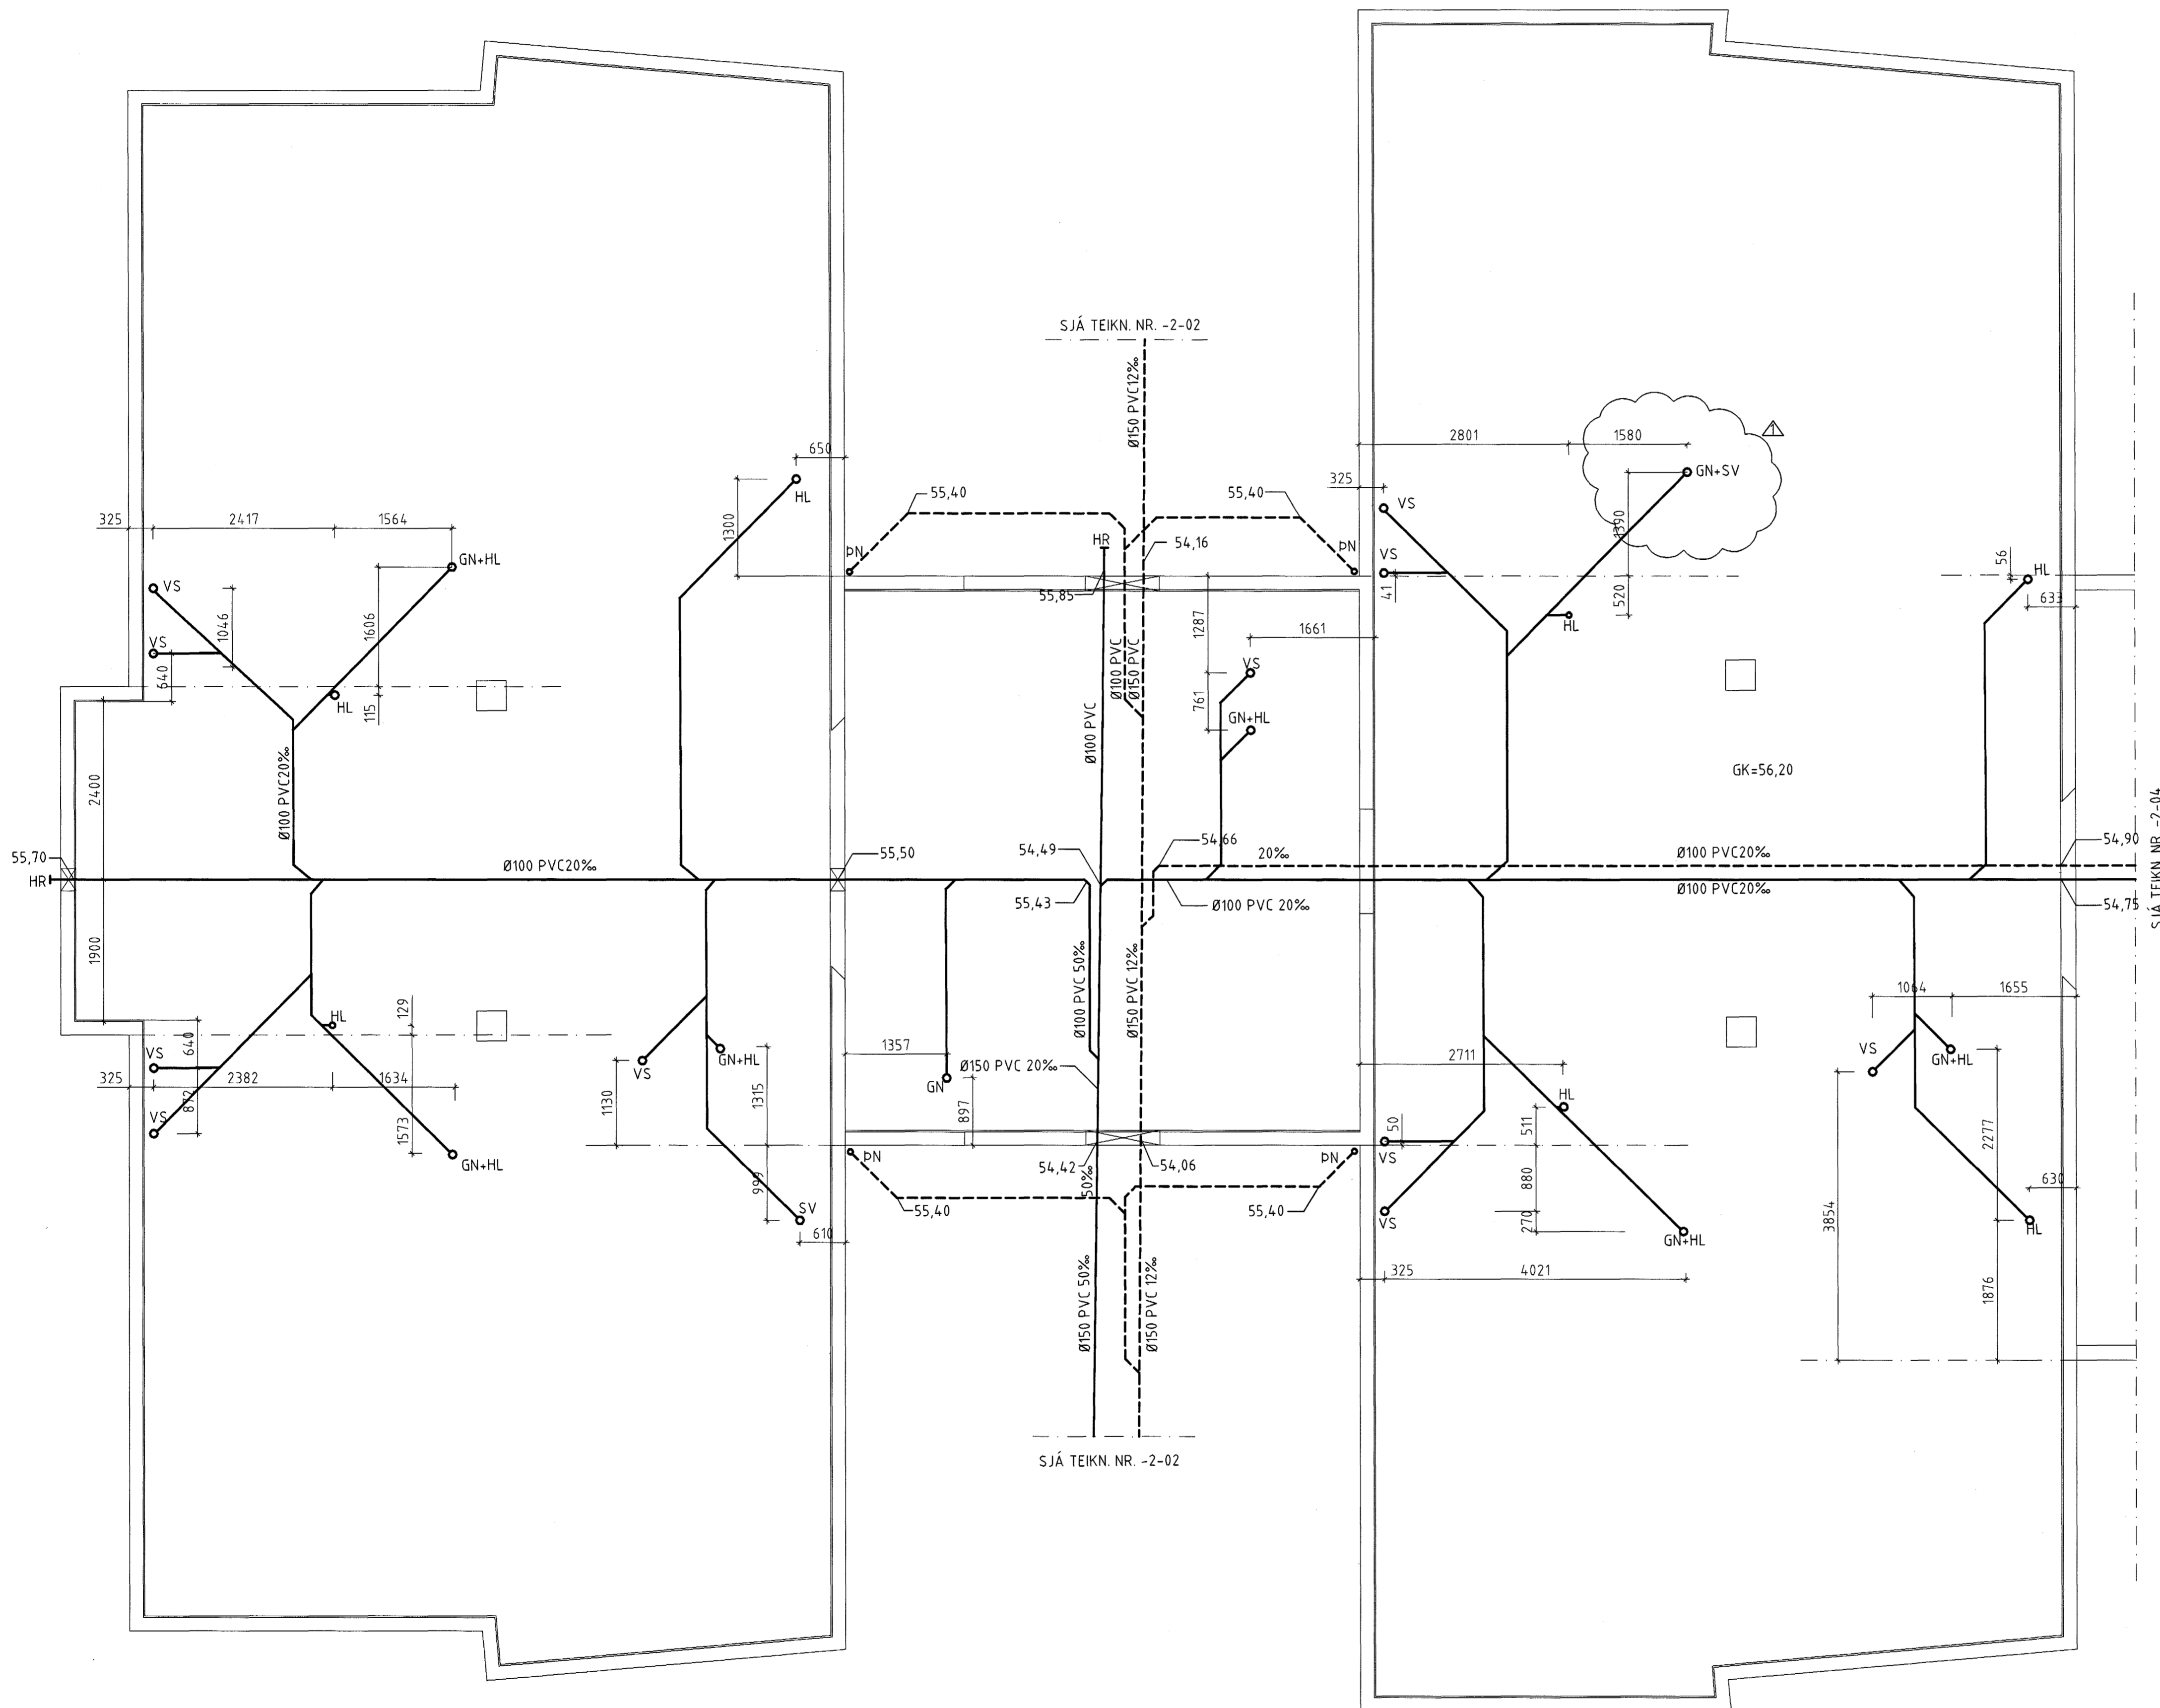 SJÁ TEIKN. NR. -2-02
Ø150 PVC12‰
650
HL
1300
55,40
55,40
HR
54,16
ÞN
ÞN
55,85
325
2417
1564
GN+HL
VS
VS
1046
1606
640
115
HL
2400
Ø100 PVC20‰
55,70
HR
Ø100 PVC20‰
55,50
Ø100 PVC
Ø100 PVC
Ø150 PVC
1287
1661
VS
761
GN+HL
54,49
54,66
20‰
55,43
Ø100 PVC 20‰
2801
1580
GN+SV
1
325
VS
VS
41
1390
520
HL
56
HL
633
GK=56,20
Ø100 PVC20‰
Ø100 PVC20‰
54,90
54,75
SJÁ TEIKN. NR. -2-04
1900
129
HL
640
VS
325
2382
1634
872
VS
1573
GN+HL
VS
GN+HL
1130
1315
999
SV
610
1357
GN
897
Ø100 PVC 50‰
Ø150 PVC 12‰
Ø150 PVC 20‰
54,42
54,06
50‰
ÞN
ÞN
55,40
55,40
Ø150 PVC 50‰
Ø150 PVC 12‰
SJÁ TEIKN. NR. -2-02
2711
HL
50
511
VS
880
VS
270
GN+HL
325
4021
1064
1655
VS
GN+HL
2277
3854
630
HL
1876